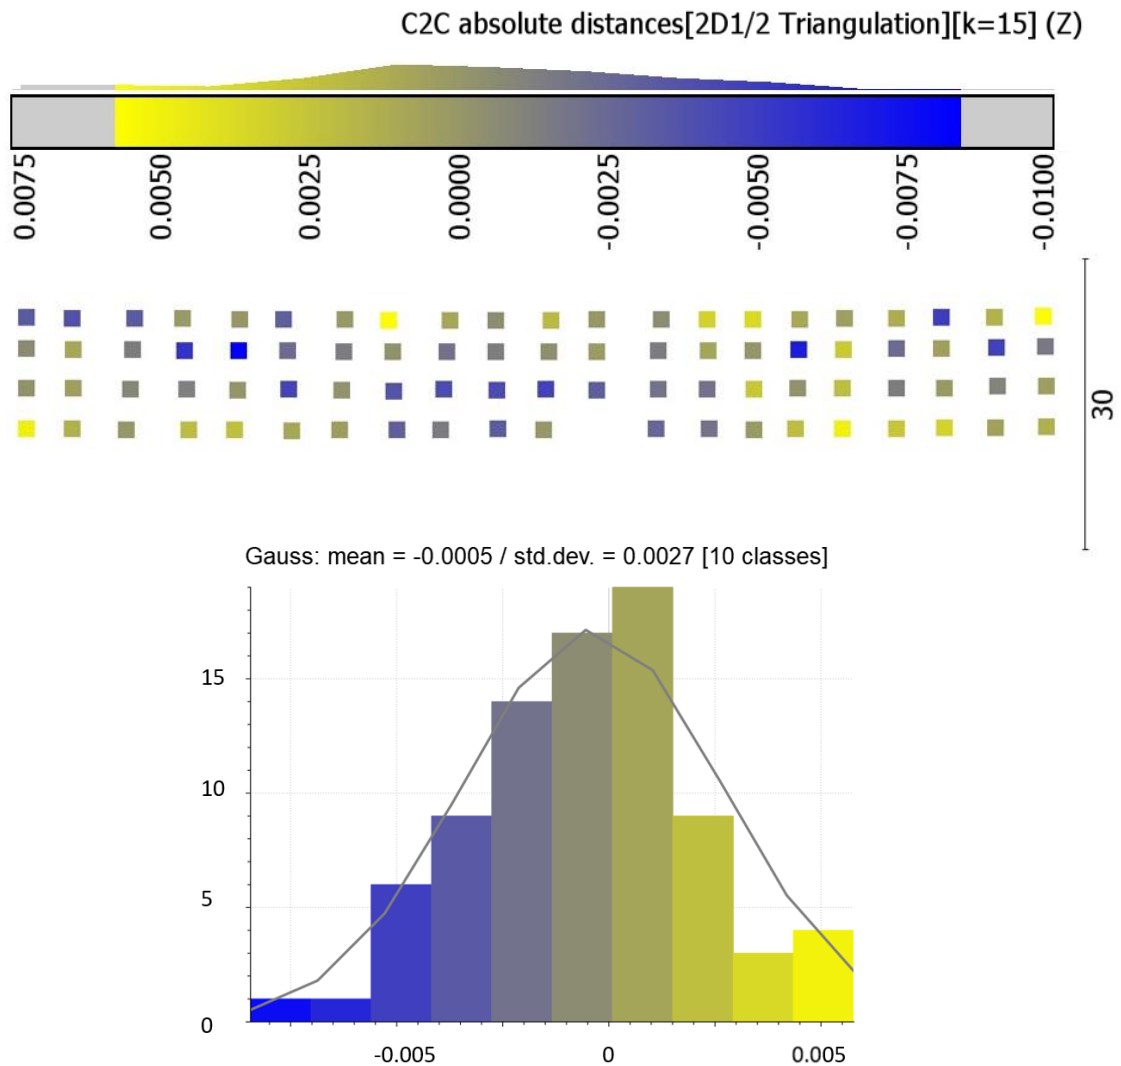 C2C absolute distances[2D1/2 Triangulation][k=15] (Z)
0.0075 0.0050 0.0025 0.0000 -0.0025 -0.0050 -0.0075 -0.0100
30
Gauss: mean = -0.0005 / std.dev. = 0.0027 [10 classes]
15
10
5
0
-0.005 0 0.005